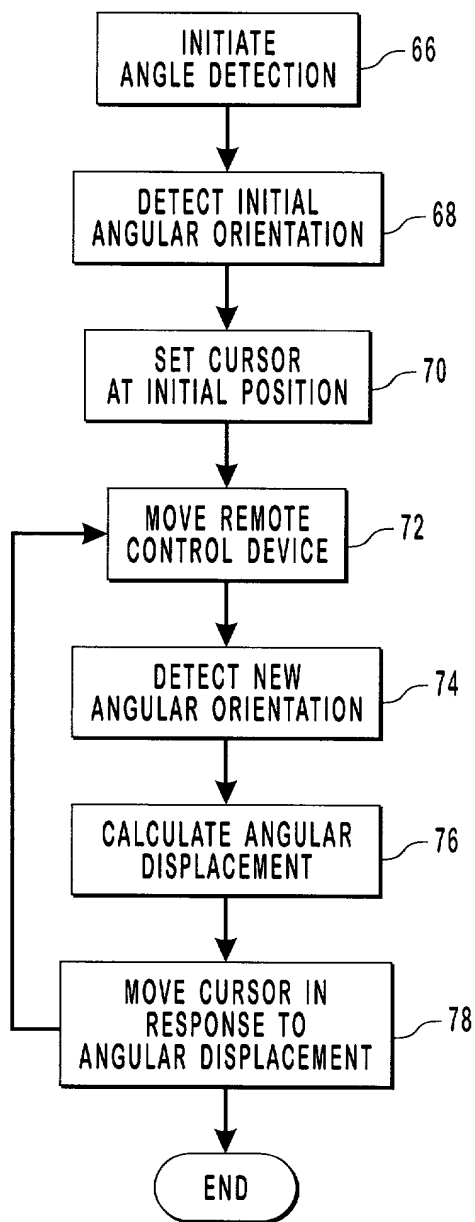 INITIATE
ANGLE DETECTION
66
DETECT INITIAL
ANGULAR ORIENTATION
68
SET CURSOR
AT INITIAL POSITION
70
MOVE REMOTE
CONTROL DEVICE
72
DETECT NEW
ANGULAR ORIENTATION
74
CALCULATE ANGULAR
DISPLACEMENT
76
MOVE CURSOR IN
RESPONSE TO
ANGULAR DISPLACEMENT
78
END